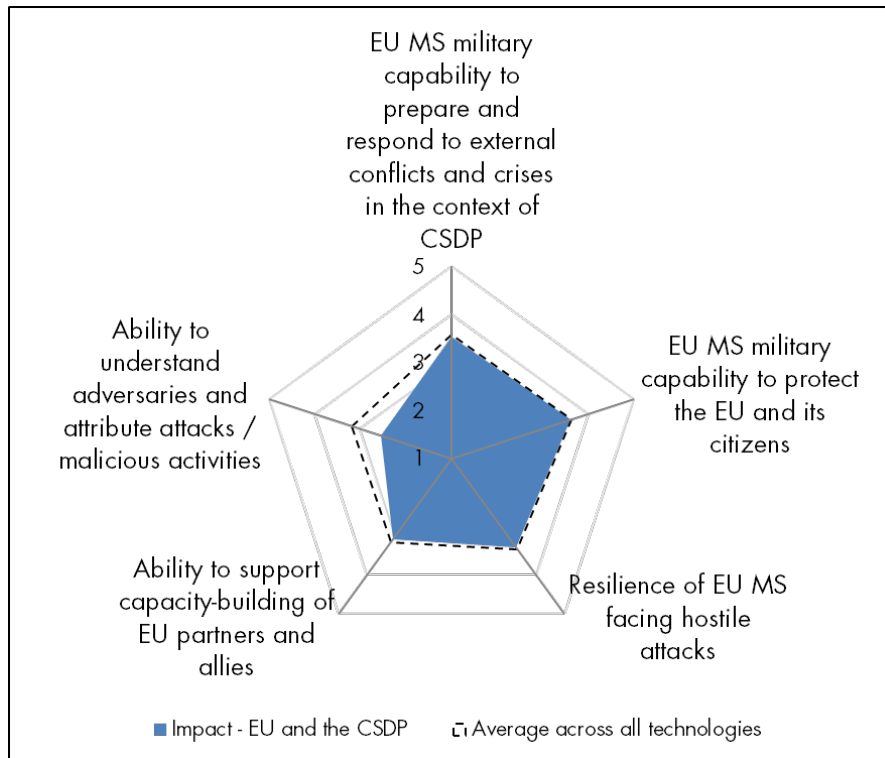 EU MS military
capability to
prepare and
respond to external
conflicts and crises
in the context of
CSDP
5
4
3
2
1
EU MS military
capability to protect
the EU and its
citizens
Resilience of EU MS
facing hostile
attacks
Ability to support
capacity-building of
EU partners and
allies
Ability to
understand
adversaries and
attribute attacks /
malicious activities
Impact - EU and the CSDP
Average across all technologies